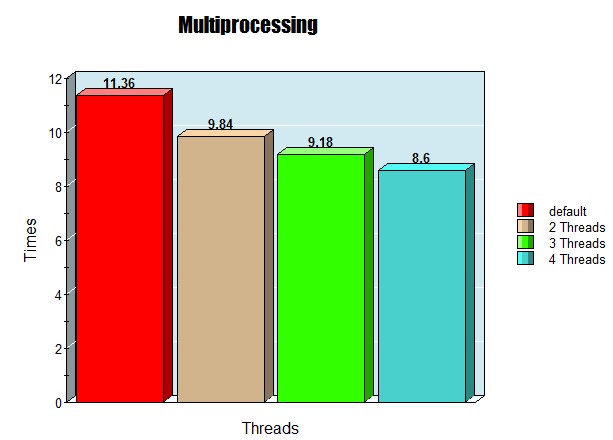 Multiprocessing
11.36
9.84
9.18
8.6
12
10
8
6
4
2
0
Times
Threads
default
2 Threads
3 Threads
4 Threads